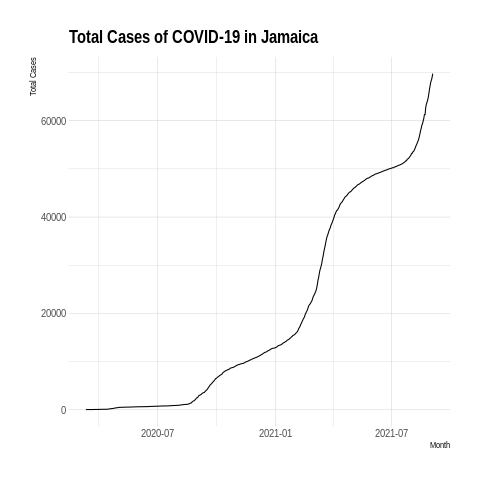 Total Cases of COVID-19 in Jamaica
Total Cases
60000
40000
20000
0
2020-07 2021-01 2021-07
Month